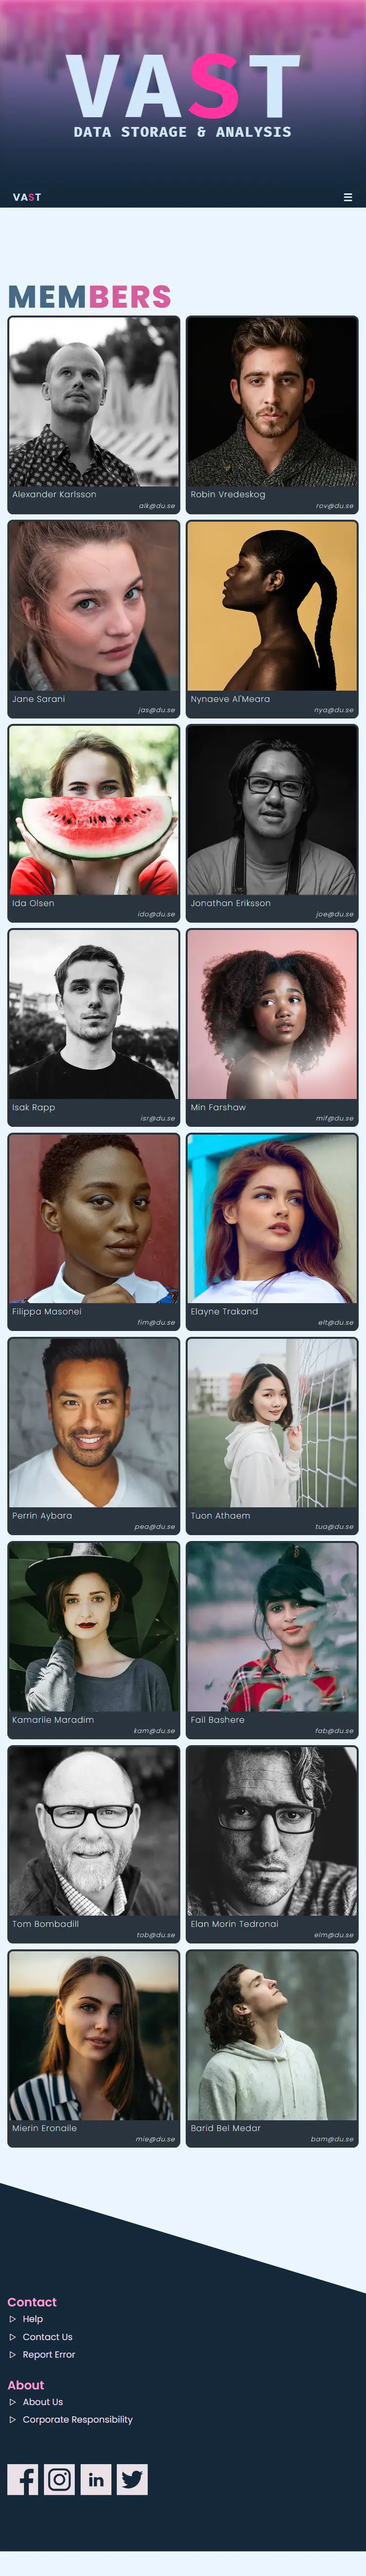 VAST
DATA STORAGE & ANALYSIS
VAST
MEMBERS
Alexander Karlsson
alk@du.se
Robin Vredeskog
rov@du.se
Jane Sarani
jas@du.se
Nynaeve Al'Meara
nya@du.se
Ida Olsen
ido@du.se
Jonathan Eriksson
joe@du.se
Isak Rapp
isr@du.se
Min Farshaw
mif@du.se
Filippa Masonei
fim@du.se
Elayne Trakand
elt@du.se
Perrin Aybara
pea@du.se
Tuon Athaem
tua@du.se
Kamarile Maradim
kam@du.se
Fail Bashere
fab@du.se
Tom Bombadill
tob@du.se
Elan Morin Tedronai
elm@du.se
Mierin Eronaile
mie@du.se
Barid Bel Medar
bam@du.se
Contact
Help
Contact Us
Report Error
About
About Us
Corporate Responsibility
in